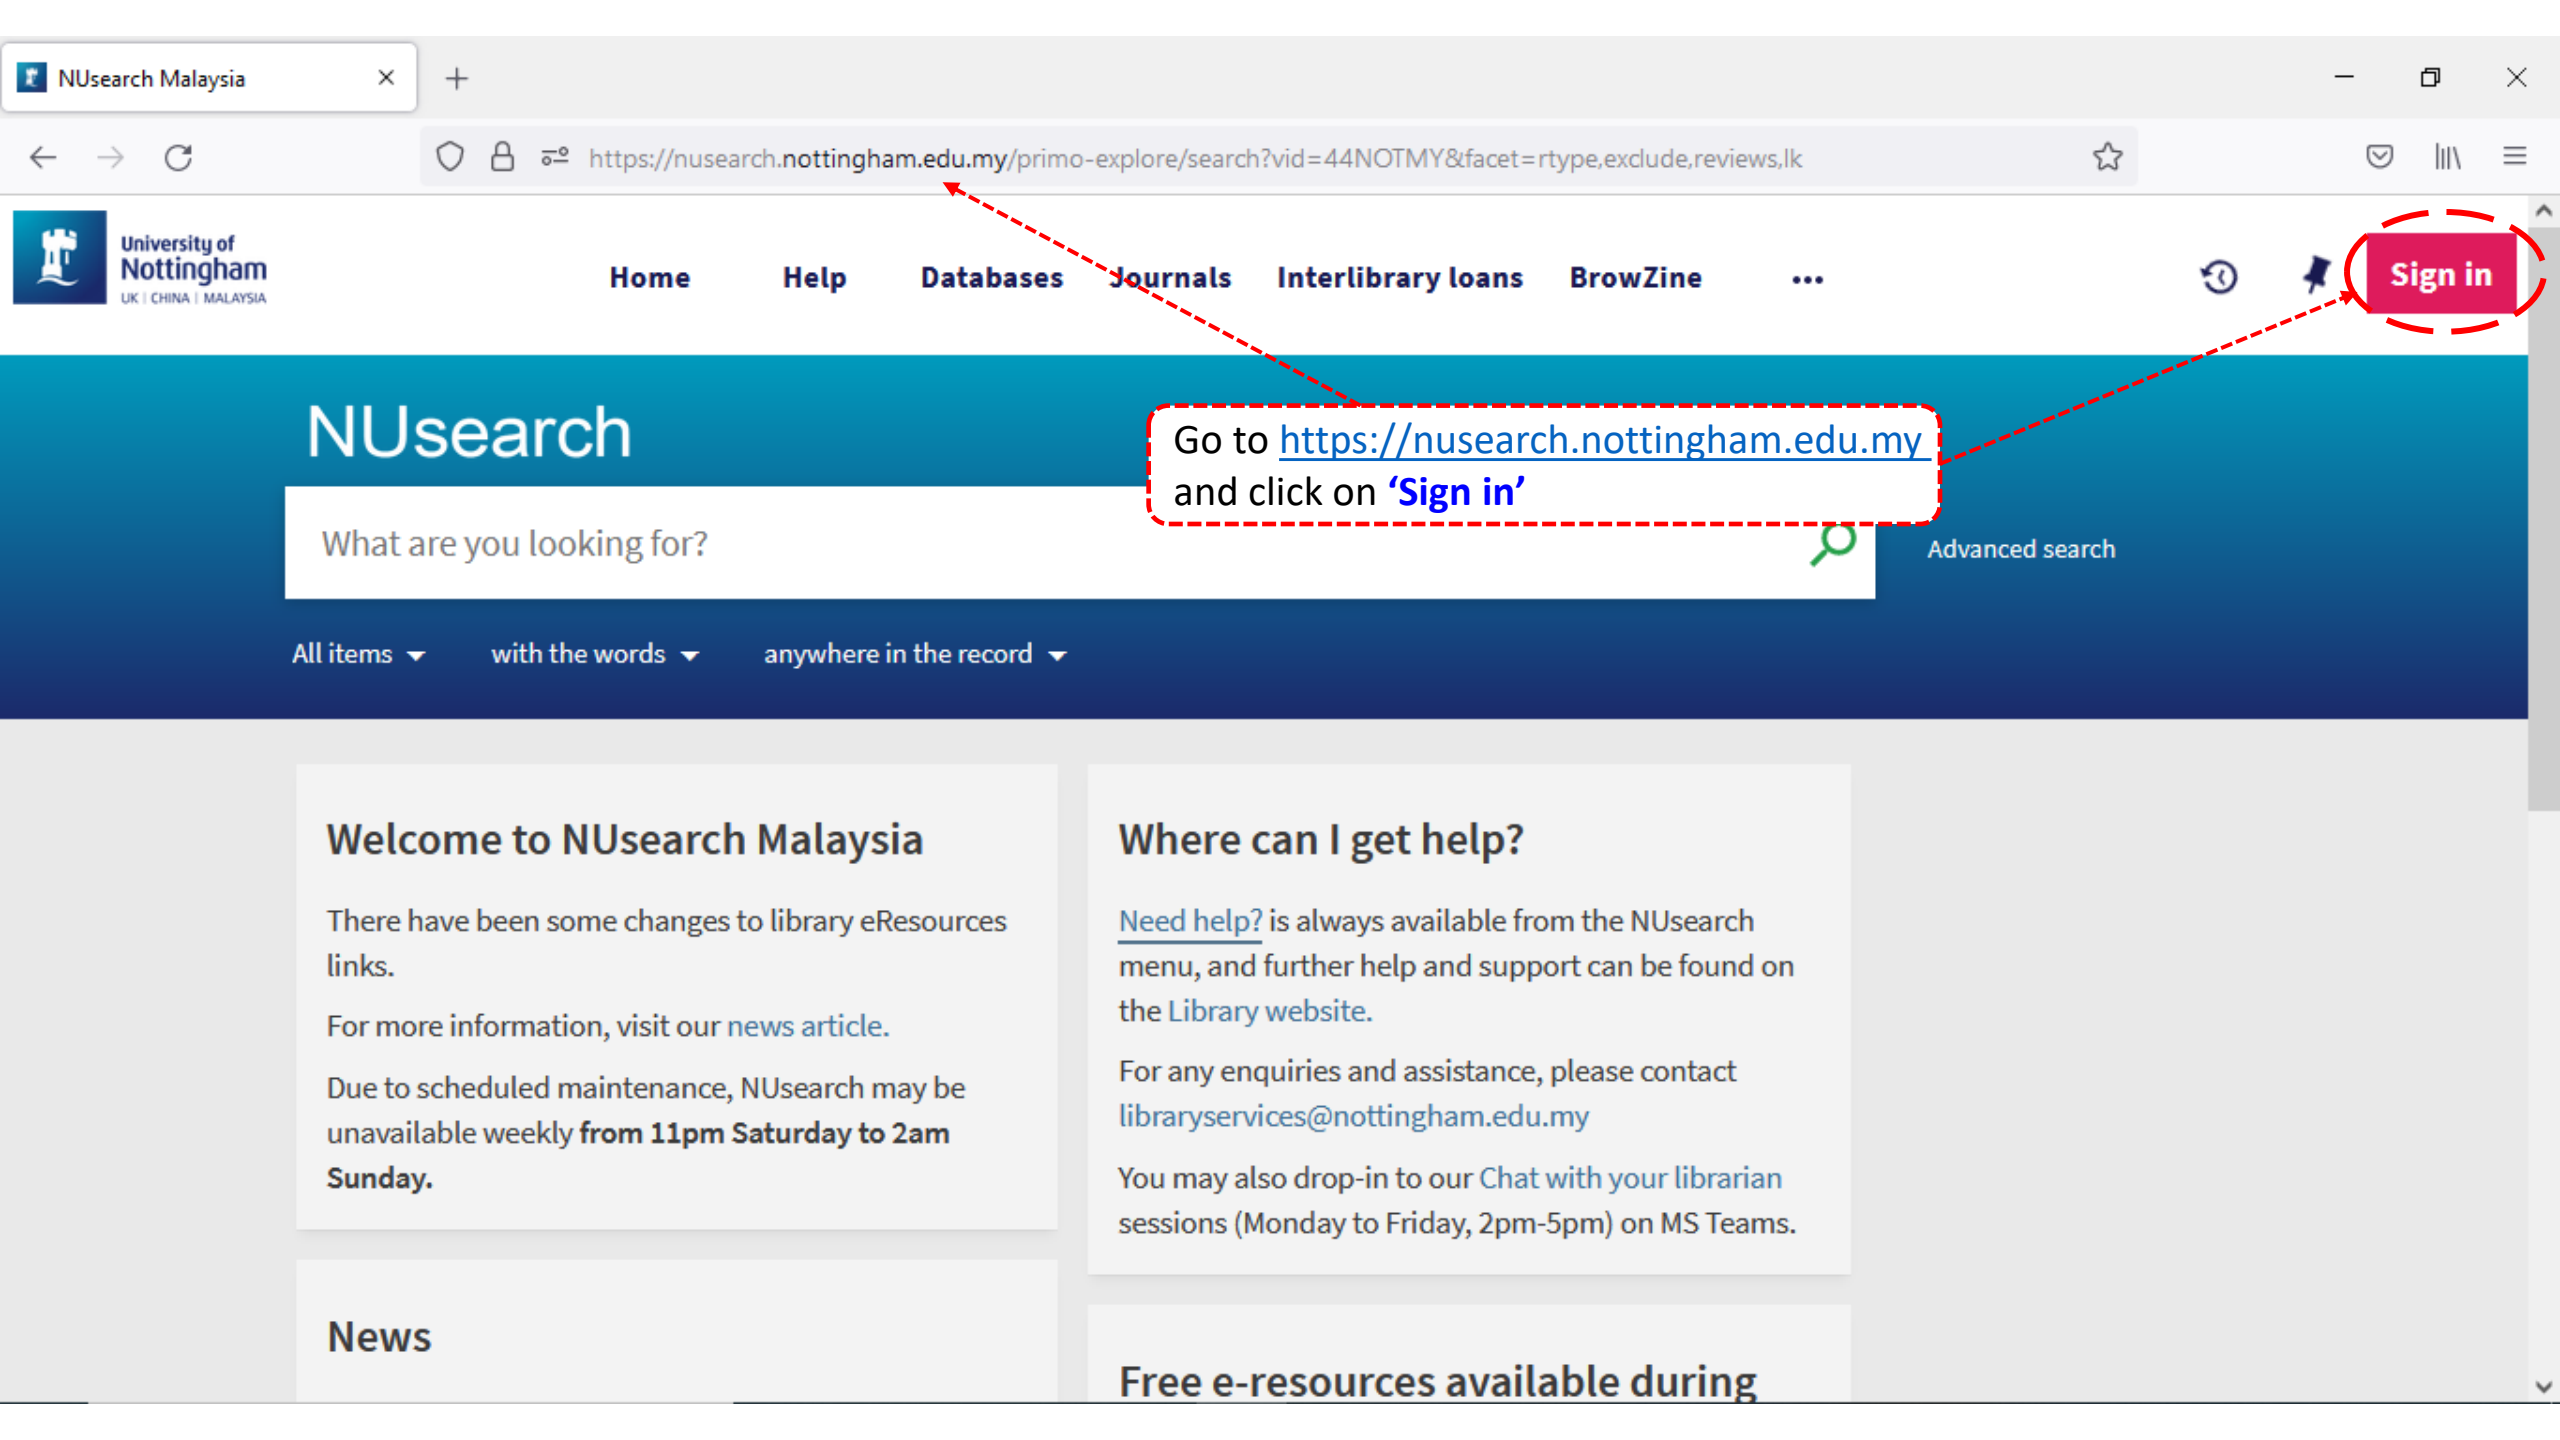 NUsearch Malaysia
https://nusearch.nottingham.edu.my/primo-explore/search?vid=44NOTMY&facet=rtype,exclude,reviews,lk
University of
Nottingham
UK | CHINA | MALAYSIA
Home Help Databases Journals Interlibrary loans BrowZine ...
Sign in
NUsearch
Go to https://nusearch.nottingham.edu.my
and click on ‘Sign in’
What are you looking for?
Advanced search
All items with the words anywhere in the record
Welcome to NUsearch Malaysia
There have been some changes to library eResources
links.
For more information, visit our news article.
Due to scheduled maintenance, NUsearch may be
unavailable weekly from 11pm Saturday to 2am
Sunday.
News
Where can I get help?
Need help? is always available from the NUsearch
menu, and further help and support can be found on
the Library website.
For any enquiries and assistance, please contact
libraryservices@nottingham.edu.my
You may also drop-in to our Chat with your librarian
sessions (Monday to Friday, 2pm-5pm) on MS Teams.
Free e-resources available during